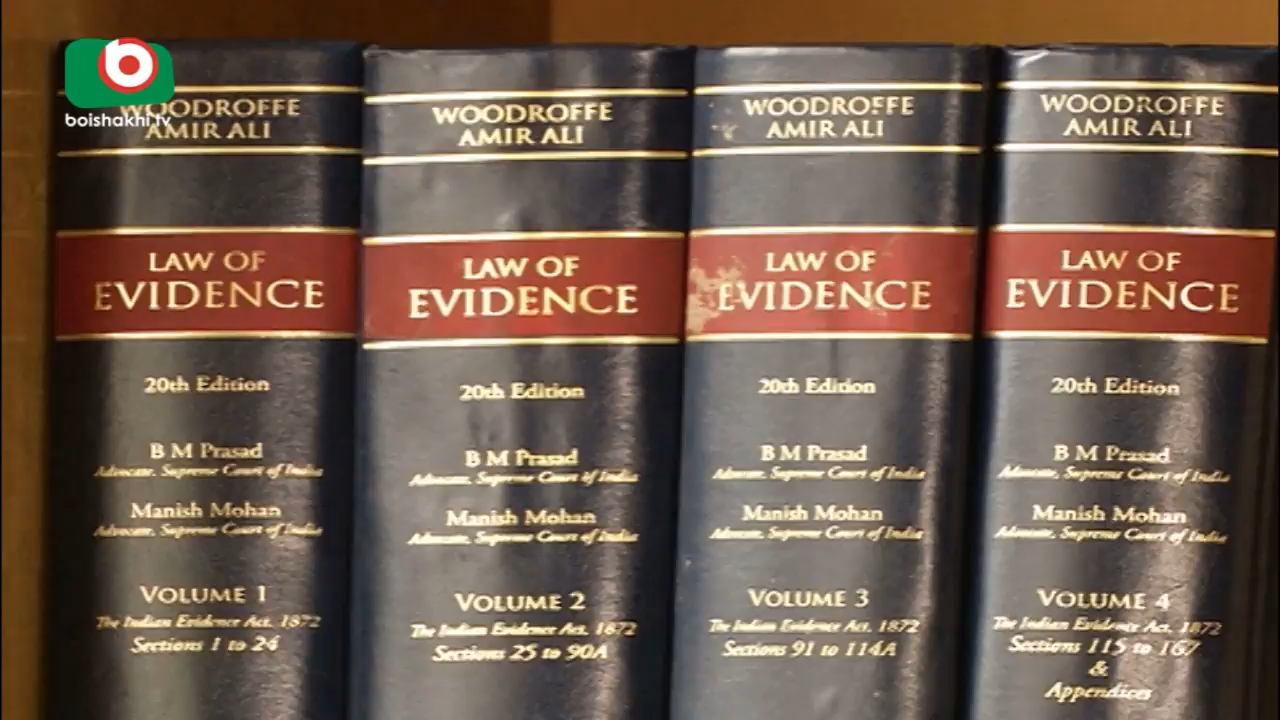 boishakhi.tv
WOODROFFE
AMIR ALI
LAW OF
EVIDENCE
20th Edition
B M Prasad
Advocate, Supreme Court of India
Manish Mohan
Advocate, Supreme Court of India
VOLUME 1
The Indian Evidence Act, 1872
Sections 1 to 24
WOODROFFE
AMIR ALI
LAW OF
EVIDENCE
20th Edition
B M Prasad
Advocate, Supreme Court of India
Manish Mohan
Advocate, Supreme Court of India
VOLUME 2
The Indian Evidence Act, 1872
Sections 25 to 90A
WOODROFFE
AMIR ALI
LAW OF
EVIDENCE
20th Edition
B M Prasad
Advocate, Supreme Court of India
Manish Mohan
Advocate, Supreme Court of India
VOLUME 3
The Indian Evidence Act, 1872
Sections 91 to 114A
WOODROFFE
AMIR ALI
LAW OF
EVIDENCE
20th Edition
B M Prasad
Advocate, Supreme Court of India
Manish Mohan
Advocate, Supreme Court of India
VOLUME 4
The Indian Evidence Act, 1872
Sections 115 to 167
&
Appendices